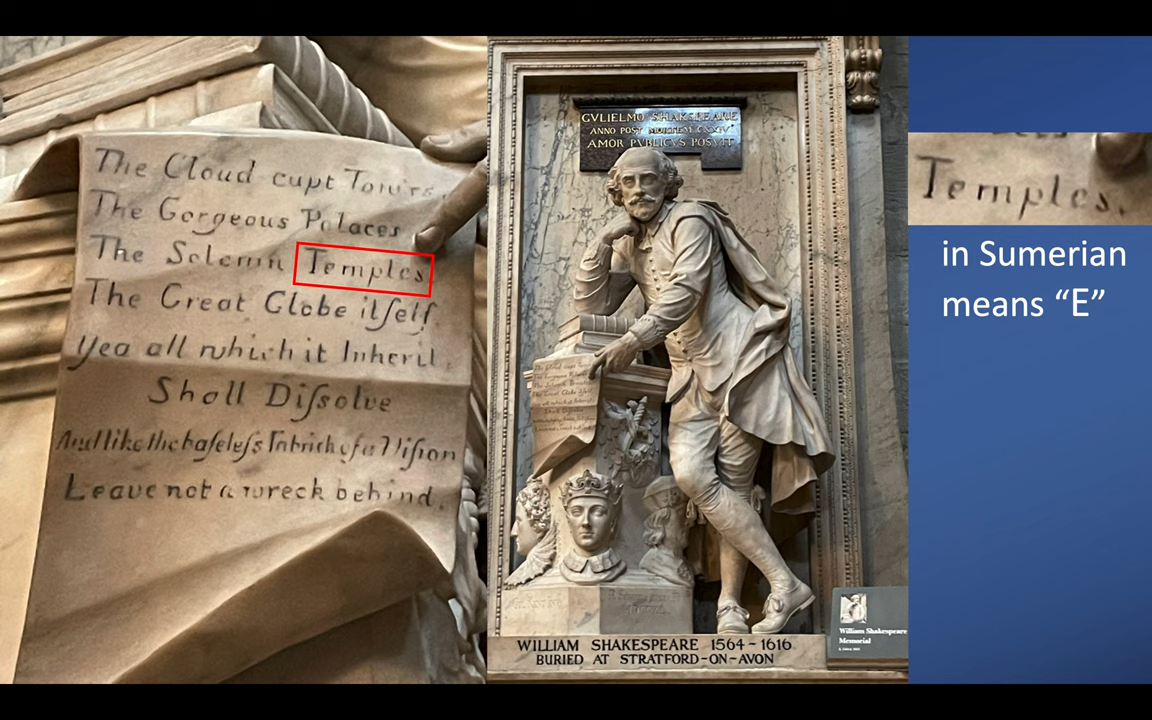 The Cloud cupt Tow'rs,
The Gorgeous Palaces
The Solemn Temples
The Great Globe itſelf
Yea all which it Inherit,
Shall Diſsolve
And like the baſeleſs Fabrick of a Viſion
Leave not a wreck behind.
GVLIELMO SHAKSPEARE
ANNO POST MORTEM CXXIV
AMOR PVBLICVS POSVIT
WILLIAM SHAKESPEARE 1564-1616
BURIED AT STRATFORD-ON-AVON
William Shakespeare
Memorial
Temples.
in Sumerian
means “E”